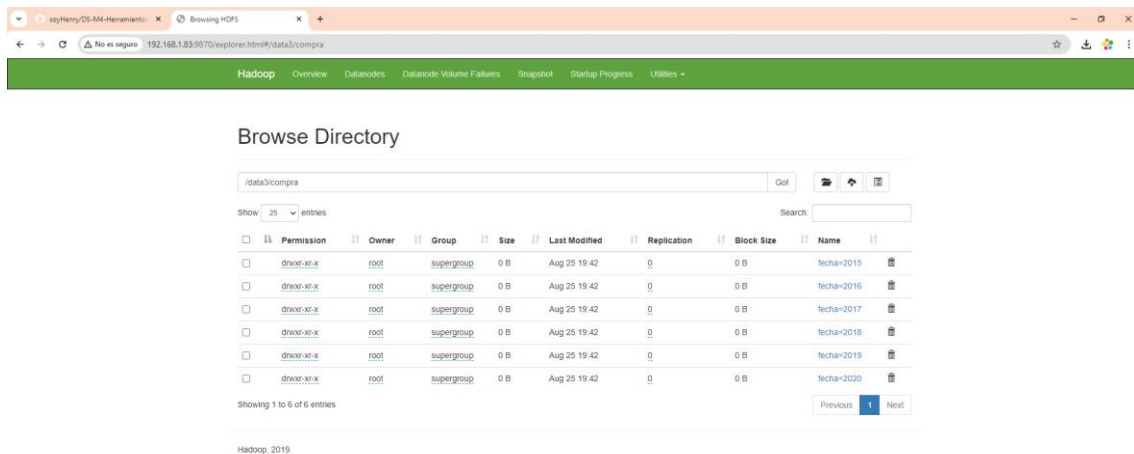 soyHenry/DS-M4-Herramienta: Browsing HDFS
No es seguro 192.168.1.83:9870/explorer.html#/data3/compra
Hadoop Overview Datanodes Datanode Volume Failures Snapshot Startup Progress Utilities
Browse Directory
/data3/compra Go!
Show 25 entries Search:
Permission Owner Group Size Last Modified Replication Block Size Name
drwxr-xr-x root supergroup 0 B Aug 25 19:42 0 0 B fecha=2015
drwxr-xr-x root supergroup 0 B Aug 25 19:42 0 0 B fecha=2016
drwxr-xr-x root supergroup 0 B Aug 25 19:42 0 0 B fecha=2017
drwxr-xr-x root supergroup 0 B Aug 25 19:42 0 0 B fecha=2018
drwxr-xr-x root supergroup 0 B Aug 25 19:42 0 0 B fecha=2019
drwxr-xr-x root supergroup 0 B Aug 25 19:42 0 0 B fecha=2020
Showing 1 to 6 of 6 entries Previous 1 Next
Hadoop, 2019.